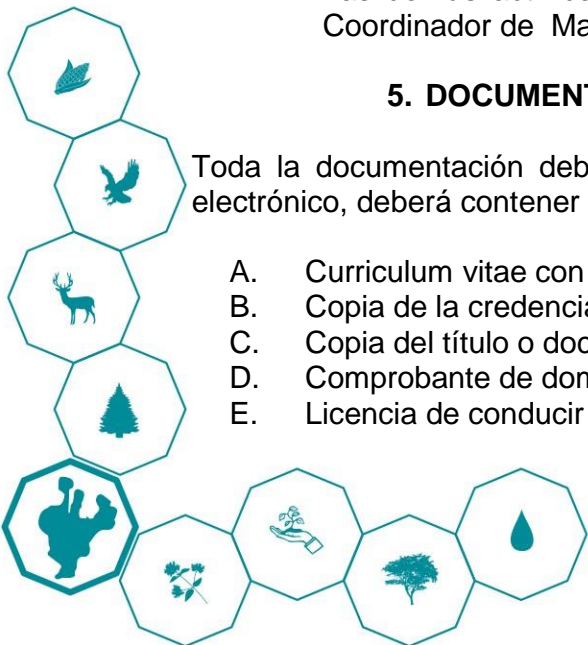 Coordinador de Ma
5. DOCUMENT
Toda la documentación deb
electrónico, deberá contener
A. Curriculum vitae con
B. Copia de la credencia
C. Copia del título o doc
D. Comprobante de dom
E. Licencia de conducir